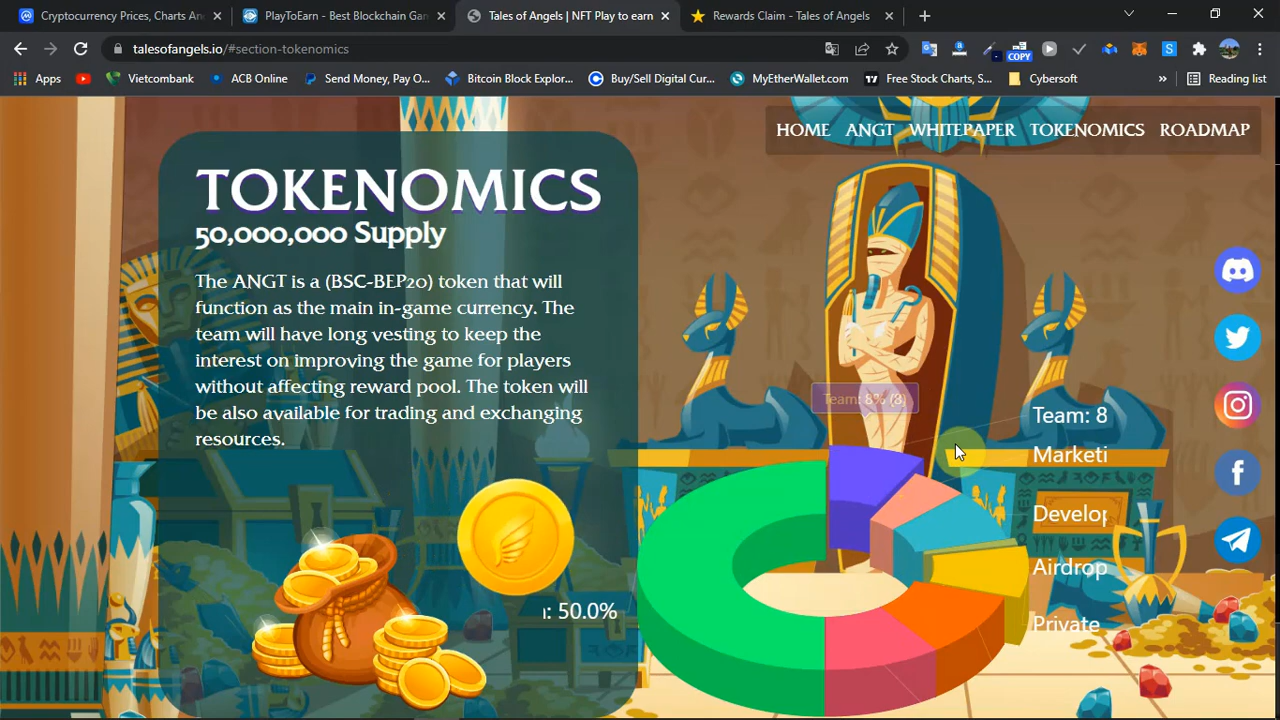 Cryptocurrency Prices, Charts An
PlayToEarn - Best Blockchain Gam
Tales of Angels | NFT Play to earn
Rewards Claim - Tales of Angels
talesofangels.io/#section-tokenomics
COPY
Apps
Vietcombank
ACB Online
Send Money, Pay O...
Bitcoin Block Explor...
Buy/Sell Digital Cur...
MyEtherWallet.com
Free Stock Charts, S...
Cybersoft
»
Reading list
HOME ANGT WHITEPAPER TOKENOMICS ROADMAP
TOKENOMICS
50,000,000 Supply
The ANGT is a (BSC-BEP20) token that will
function as the main in-game currency. The
team will have long vesting to keep the
interest on improving the game for players
without affecting reward pool. The token will
be also available for trading and exchanging
resources.
Team: 8% (8)
Team: 8
Marketi
Develop
Airdrop
Private
: 50.0%